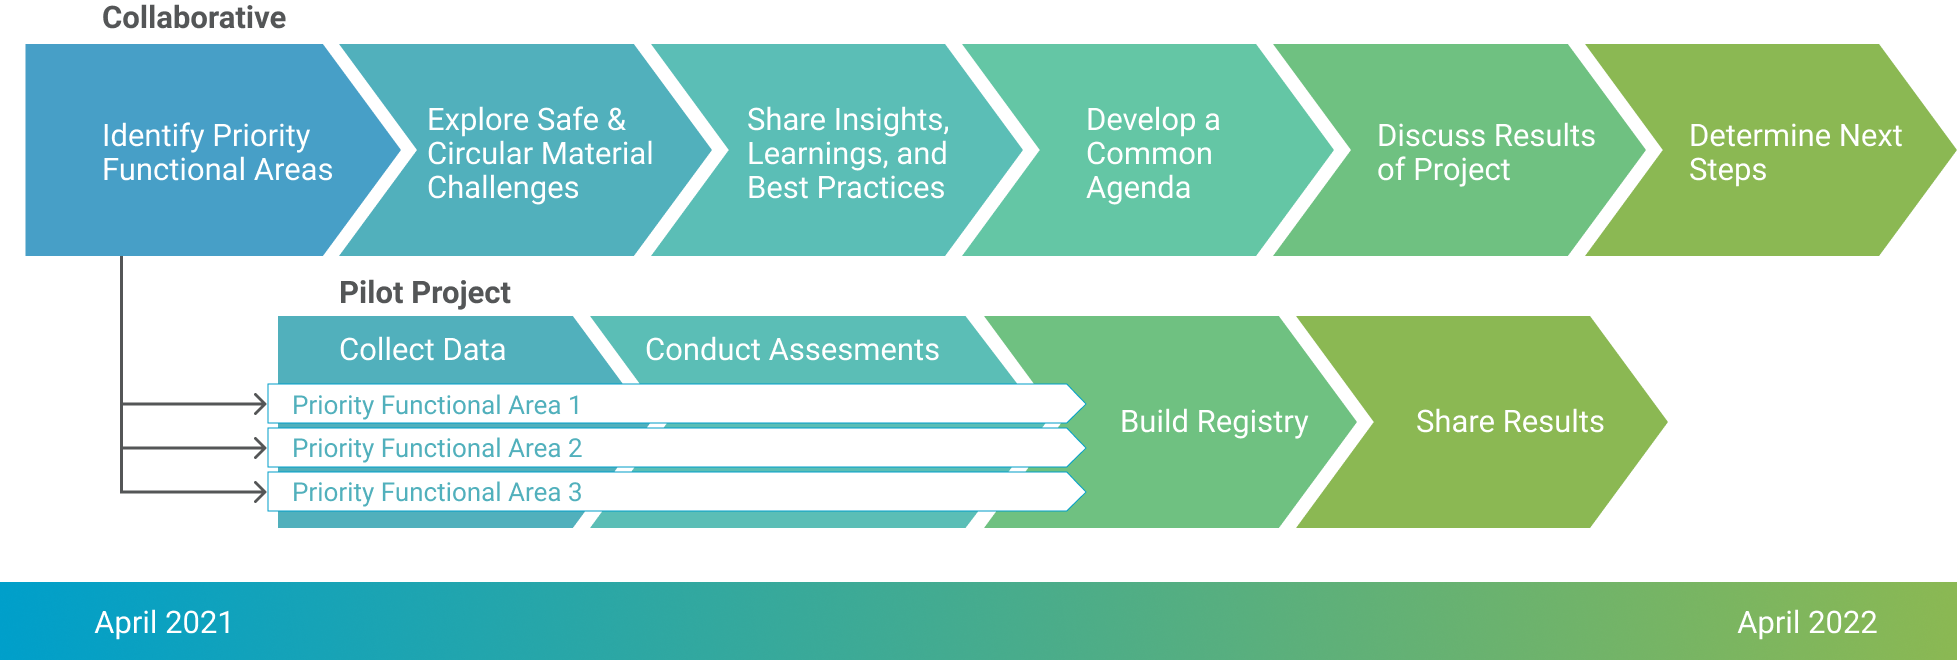 Collaborative
Identify Priority
Functional Areas
Explore Safe &
Circular Material
Challenges
Share Insights,
Learnings, and
Best Practices
Develop a
Common
Agenda
Discuss Results
of Project
Determine Next
Steps
Pilot Project
Collect Data
Conduct Assesments
Priority Functional Area 1
Priority Functional Area 2
Priority Functional Area 3
Build Registry
Share Results
April 2021
April 2022